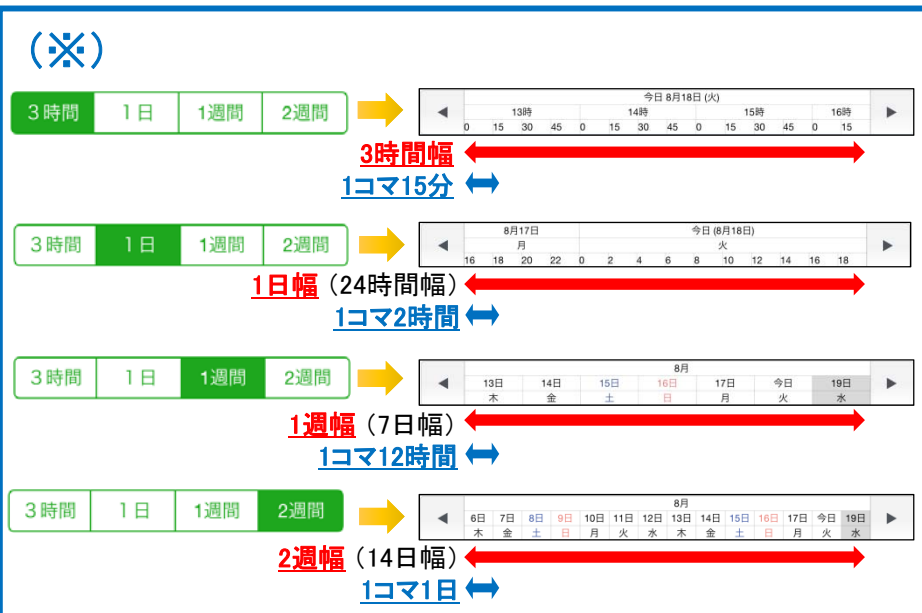 (※)
3時間 1日 1週間 2週間
今日 8月18日 (火)
13時 14時 15時 16時
0 15 30 45 0 15 30 45 0 15 30 45 0 15
3時間幅
1コマ15分
3時間 1日 1週間 2週間
8月17日 今日 (8月18日)
月 火
16 18 20 22 0 2 4 6 8 10 12 14 16 18
1日幅 (24時間幅)
1コマ2時間
3時間 1日 1週間 2週間
8月
13日 14日 15日 16日 17日 今日 19日
木 金 土 日 月 火 水
1週幅 (7日幅)
1コマ12時間
3時間 1日 1週間 2週間
8月
6日 7日 8日 9日 10日 11日 12日 13日 14日 15日 16日 17日 今日 19日
木 金 土 日 月 火 水 木 金 土 日 月 火 水
2週幅 (14日幅)
1コマ1日